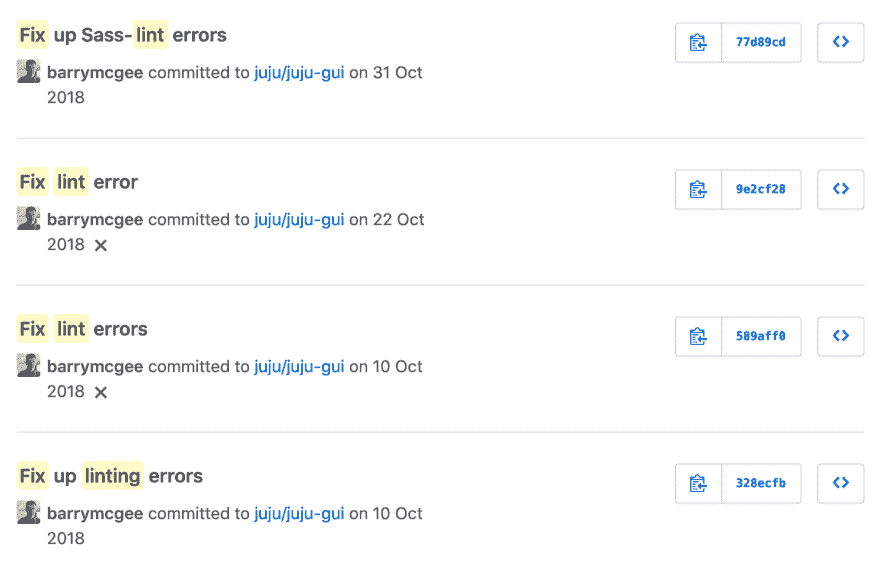 Fix up Sass-lint errors
77d89cd
barrymcgee committed to juju/juju-gui on 31 Oct
2018
Fix lint error
9e2cf28
barrymcgee committed to juju/juju-gui on 22 Oct
2018
Fix lint errors
589aff0
barrymcgee committed to juju/juju-gui on 10 Oct
2018
Fix up linting errors
328ecfb
barrymcgee committed to juju/juju-gui on 10 Oct
2018